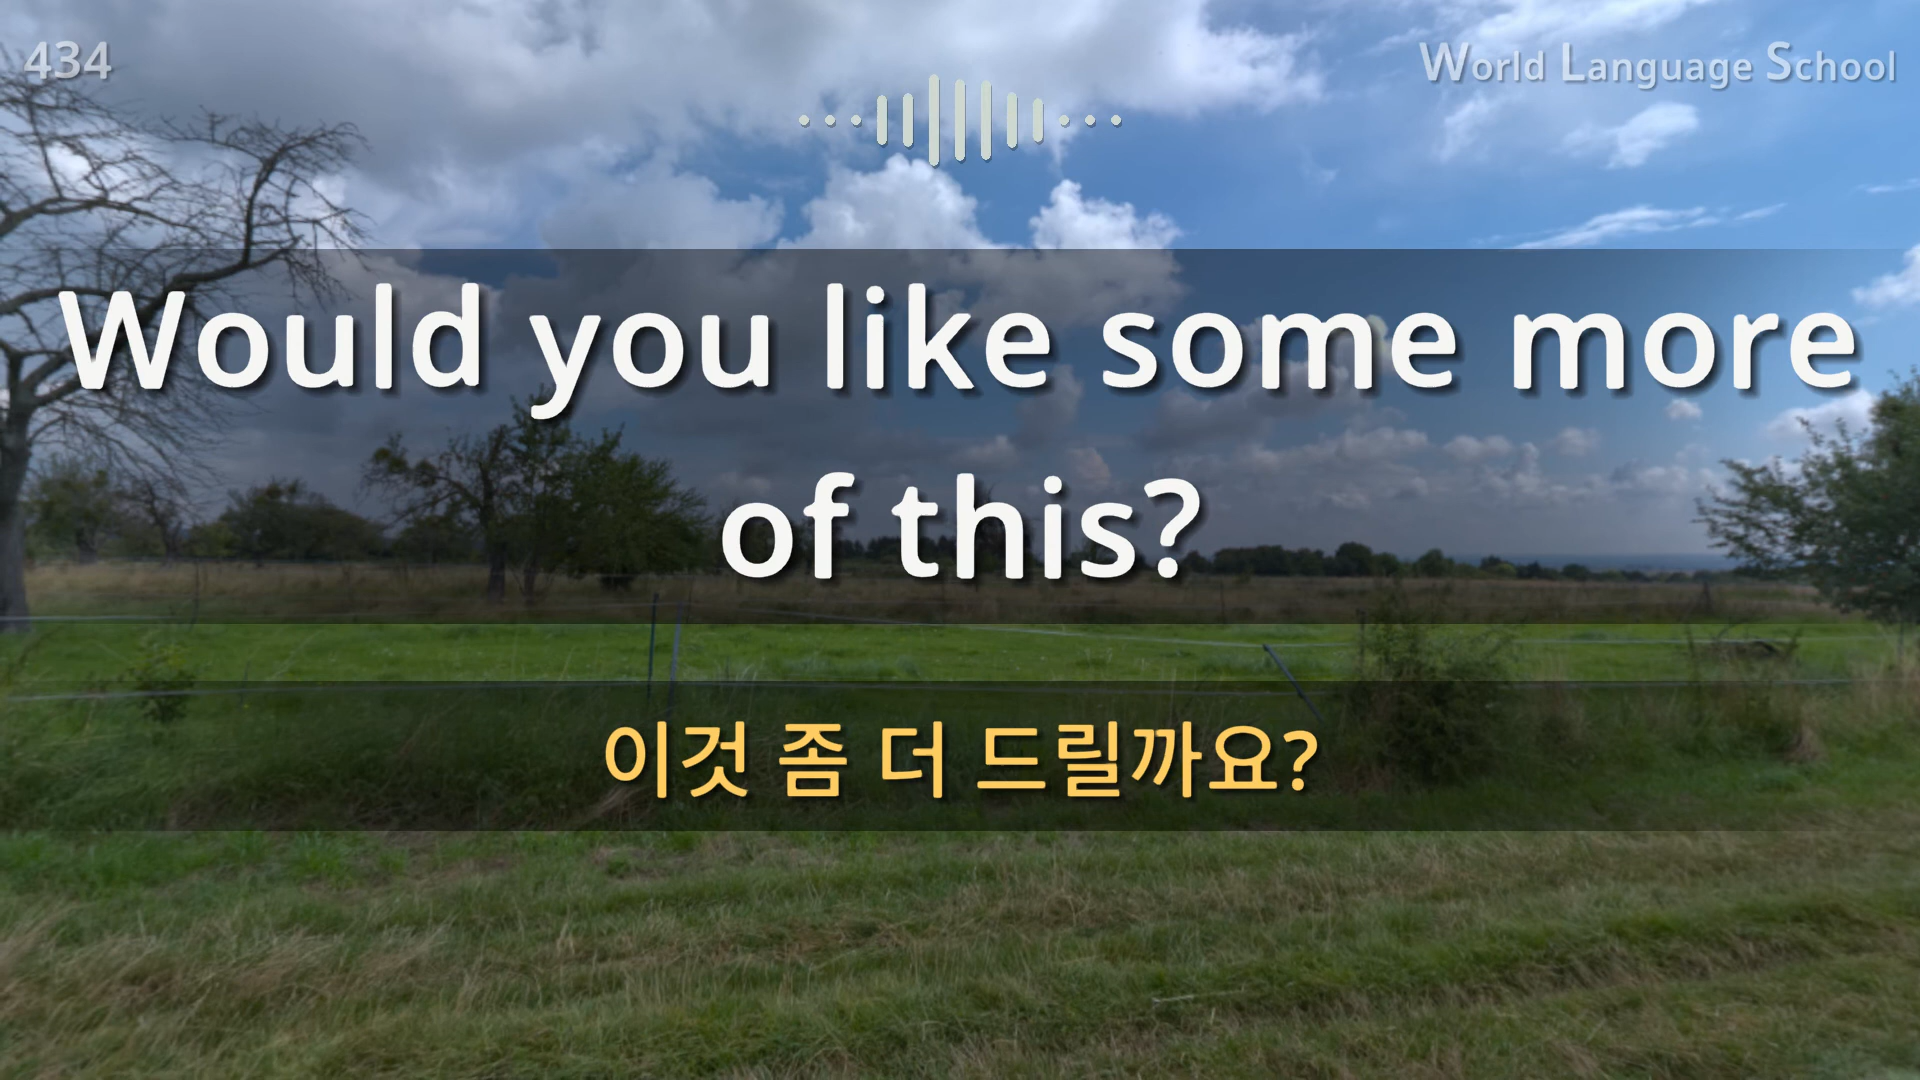 434
World Language School
Would you like some more
of this?
이것 좀 더 드릴까요?